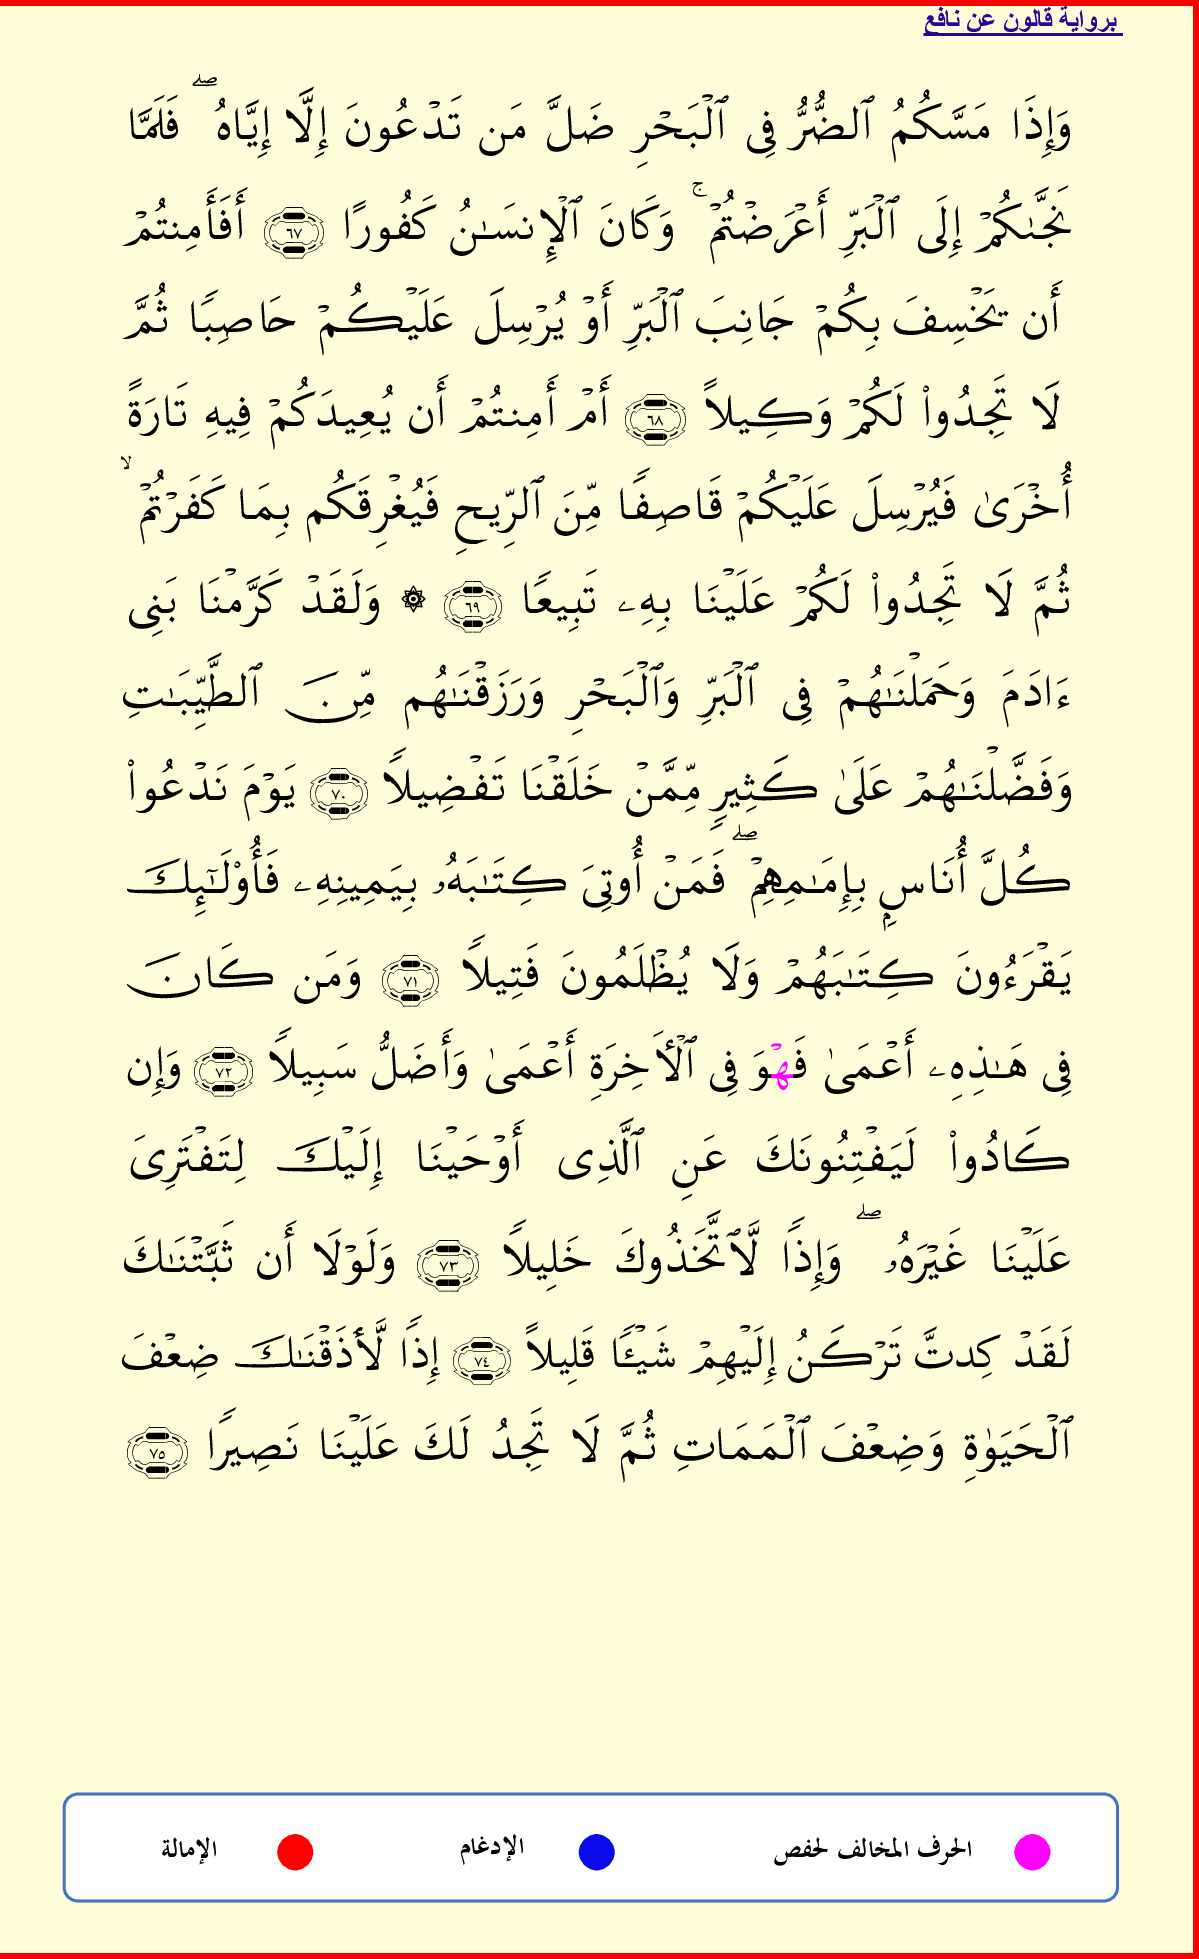 برواية قالون عن نافع
وَإِذَا مَسَّكُمُ ٱلضُّرُّ فِى ٱلۡبَحۡرِ ضَلَّ مَن تَدۡعُونَ إِلَّا إِيَّاهُۖ فَلَمَّا
نَجَّىٰكُمۡ إِلَى ٱلۡبَرِّ أَعۡرَضۡتُمۡۚ وَكَانَ ٱلۡإِنسَـٰنُ كَفُورًا ٦٧ أَفَأَمِنتُمۡ
أَن يَخۡسِفَ بِكُمۡ جَانِبَ ٱلۡبَرِّ أَوۡ يُرۡسِلَ عَلَيۡكُمۡ حَاصِبًا ثُمَّ
لَا تَجِدُواْ لَكُمۡ وَكِيلاً ٦٨ أَمۡ أَمِنتُمۡ أَن يُعِيدَكُمۡ فِيهِ تَارَةً
أُخۡرَىٰ فَيُرۡسِلَ عَلَيۡكُمۡ قَاصِفًا مِّنَ ٱلرِّيحِ فَيُغۡرِقَكُم بِمَا كَفَرۡتُمۡۙ
ثُمَّ لَا تَجِدُواْ لَكُمۡ عَلَيۡنَا بِهِۦ تَبِيعًا ٦٩ ۞ وَلَقَدۡ كَرَّمۡنَا بَنِى
ءَادَمَ وَحَمَلۡنَـٰهُمۡ فِى ٱلۡبَرِّ وَٱلۡبَحۡرِ وَرَزَقۡنَـٰهُم مِّنَ ٱلطَّيِّبَـٰتِ
وَفَضَّلۡنَـٰهُمۡ عَلَىٰ كَثِيرٍ مِّمَّنۡ خَلَقۡنَا تَفۡضِيلاً ٧٠ يَوۡمَ نَدۡعُواْ
كُلَّ أُنَاسِۭ بِإِمَـٰمِهِمۡۖ فَمَنۡ أُوتِىَ كِتَـٰبَهُۥ بِيَمِينِهِۦ فَأُوْلَـٰٓئِكَ
يَقۡرَءُونَ كِتَـٰبَهُمۡ وَلَا يُظۡلَمُونَ فَتِيلاً ٧١ وَمَن كَانَ
فِى هَـٰذِهِۦ أَعۡمَىٰ فَهۡوَ فِى ٱلۡأَخِرَةِ أَعۡمَىٰ وَأَضَلُّ سَبِيلاً ٧٢ وَإِن
كَادُواْ لَيَفۡتِنُونَكَ عَنِ ٱلَّذِى أَوۡحَيۡنَا إِلَيۡكَ لِتَفۡتَرِىَ
عَلَيۡنَا غَيۡرَهُۥۖ وَإِذًا لَّٱتَّخَذُوكَ خَلِيلاً ٧٣ وَلَوۡلَا أَن ثَبَّتۡنَـٰكَ
لَقَدۡ كِدتَّ تَرۡكَنُ إِلَيۡهِمۡ شَيۡـًٔا قَلِيلاً ٧٤ إِذًا لَّأَذَقۡنَـٰكَ ضِعۡفَ
ٱلۡحَيَوٰةِ وَضِعۡفَ ٱلۡمَمَاتِ ثُمَّ لَا تَجِدُ لَكَ عَلَيۡنَا نَصِيرًا ٧٥
الحرف المخالف لحفص الإدغام الإمالة